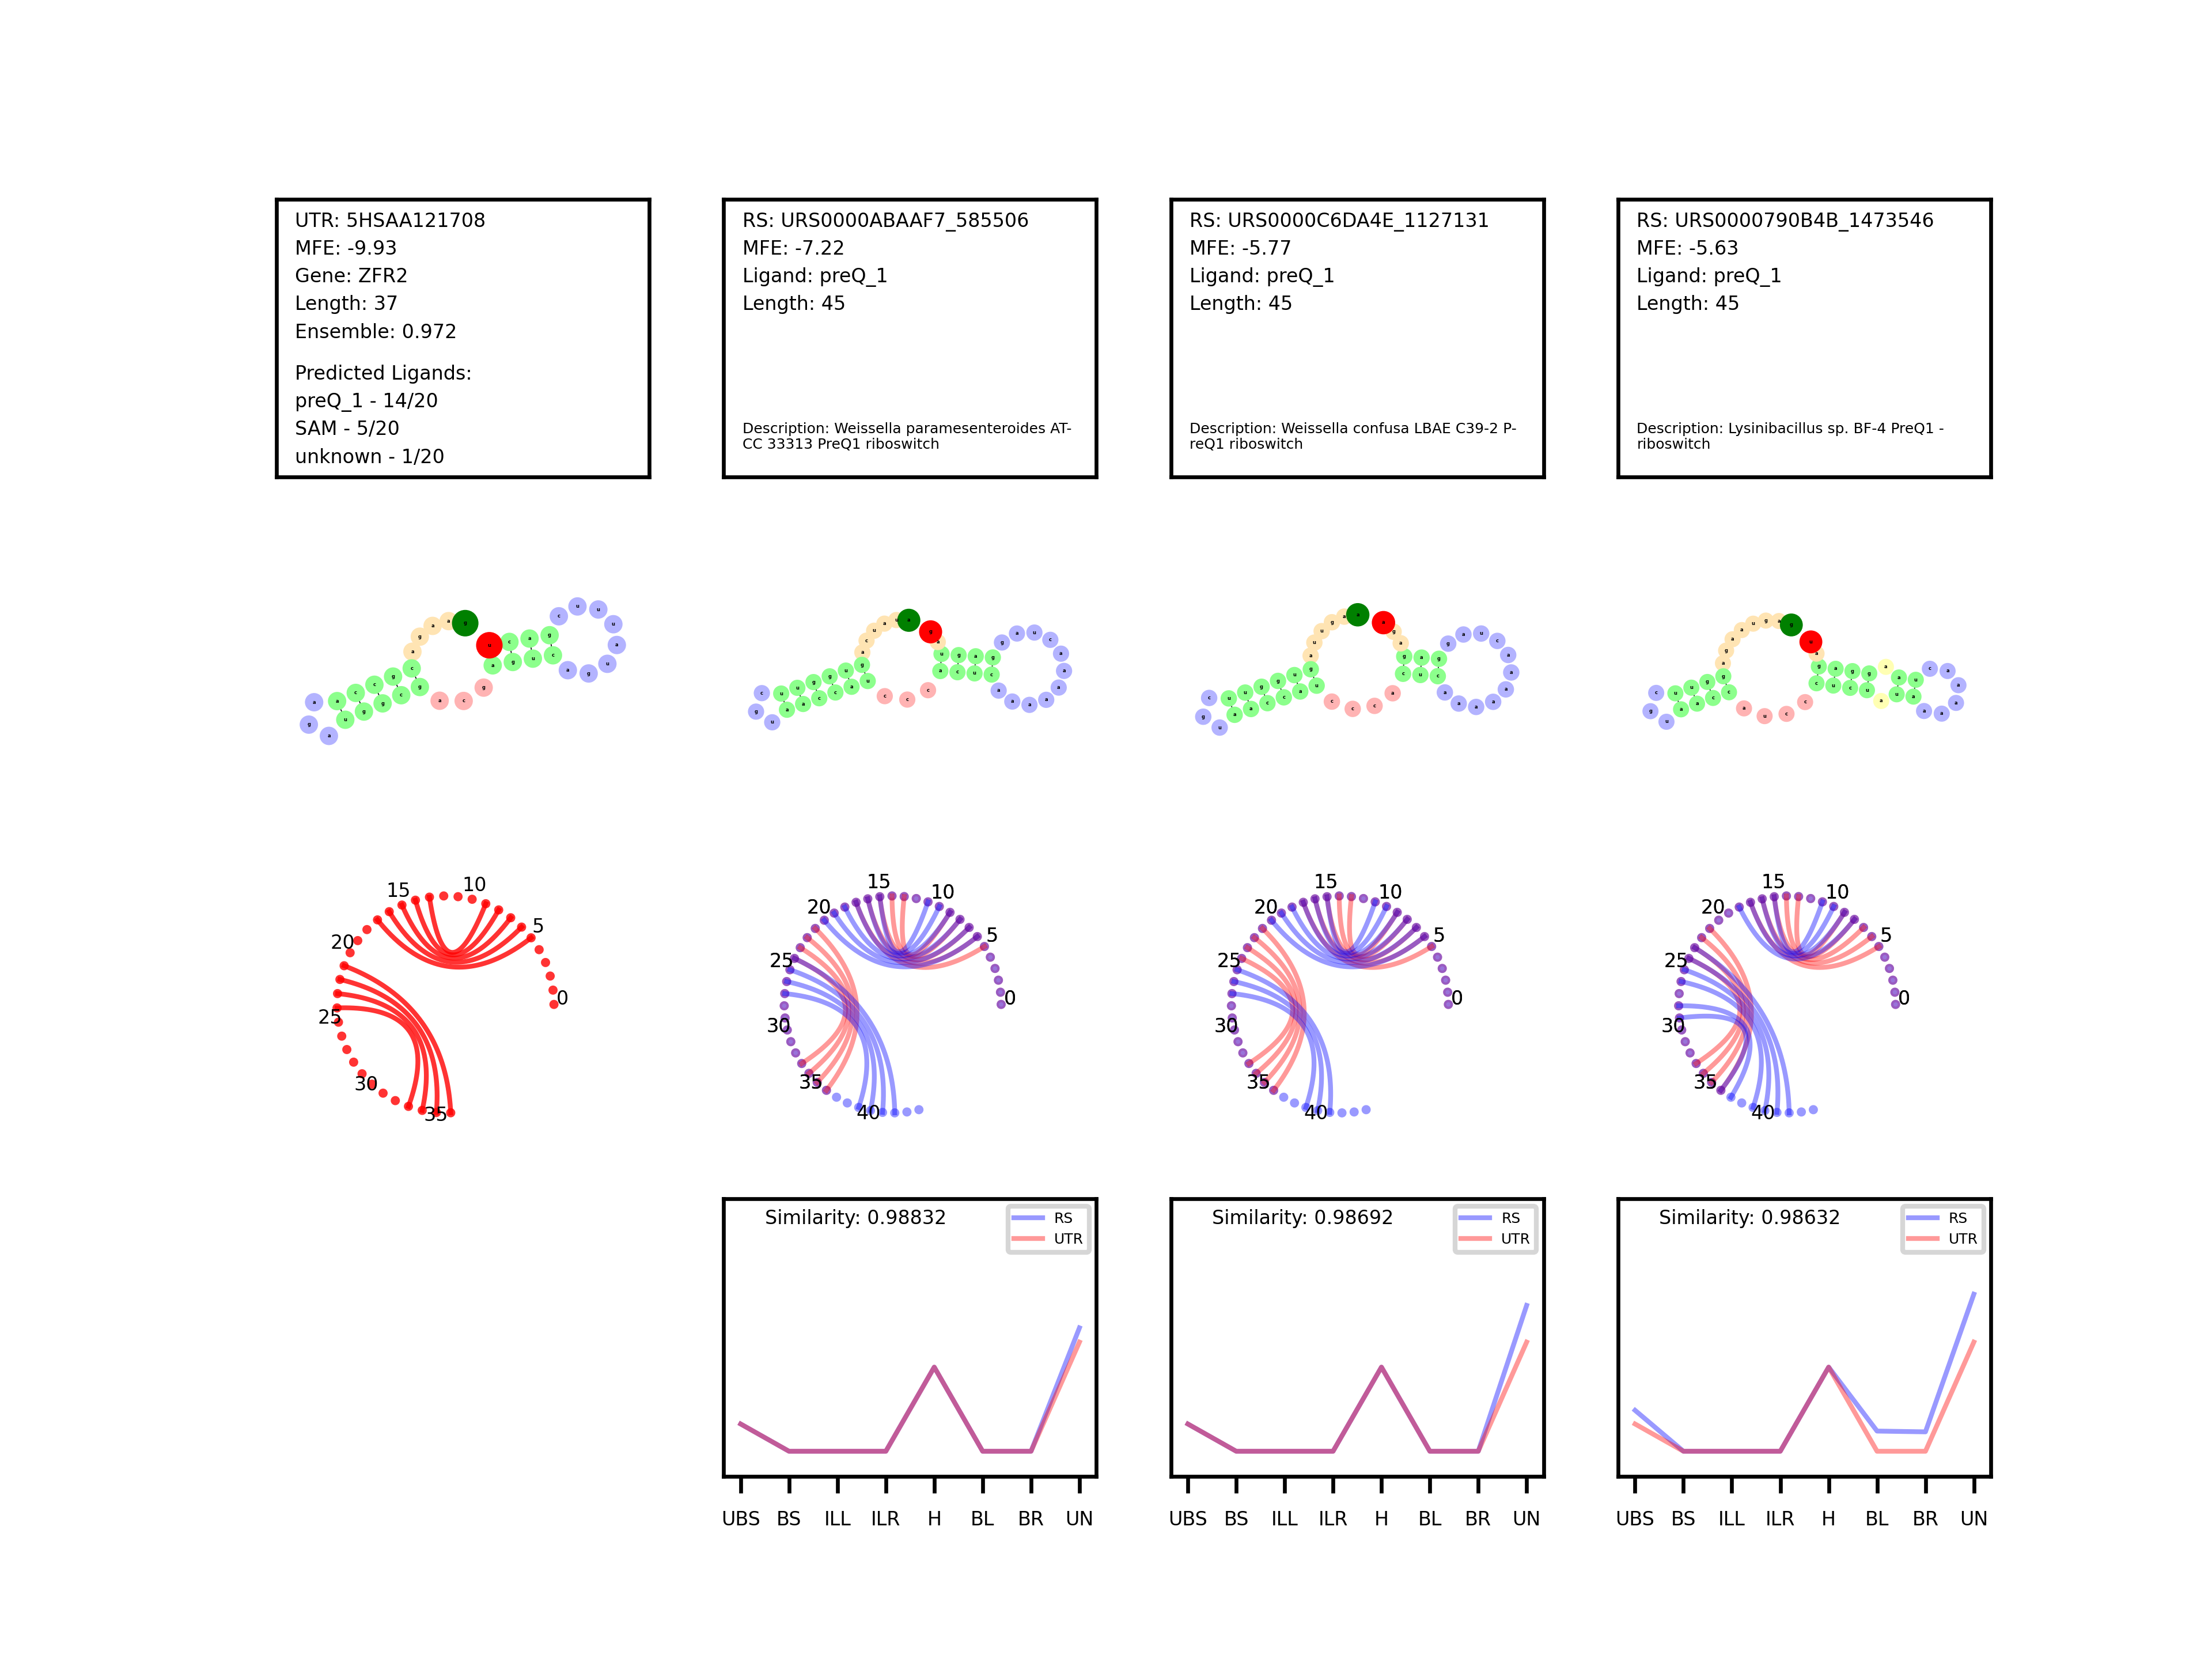 UTR: 5HSAA121708
MFE: -9.93
Gene: ZFR2
Length: 37
Ensemble: 0.972
Predicted Ligands:
preQ_1 - 14/20
SAM - 5/20
unknown - 1/20
RS: URS0000ABAAF7_585506
MFE: -7.22
Ligand: preQ_1
Length: 45
Description: Weissella paramesenteroides AT-
CC 33313 PreQ1 riboswitch
RS: URS0000C6DA4E_1127131
MFE: -5.77
Ligand: preQ_1
Length: 45
Description: Weissella confusa LBAE C39-2 P-
reQ1 riboswitch
RS: URS0000790B4B_1473546
MFE: -5.63
Ligand: preQ_1
Length: 45
Description: Lysinibacillus sp. BF-4 PreQ1 -
riboswitch
0
5
10
15
20
25
30
35
0
5
10
15
20
25
30
35
40
0
5
10
15
20
25
30
35
40
0
5
10
15
20
25
30
35
40
Similarity: 0.98832
RS
UTR
UBS BS ILL ILR H BL BR UN
Similarity: 0.98692
RS
UTR
UBS BS ILL ILR H BL BR UN
Similarity: 0.98632
RS
UTR
UBS BS ILL ILR H BL BR UN